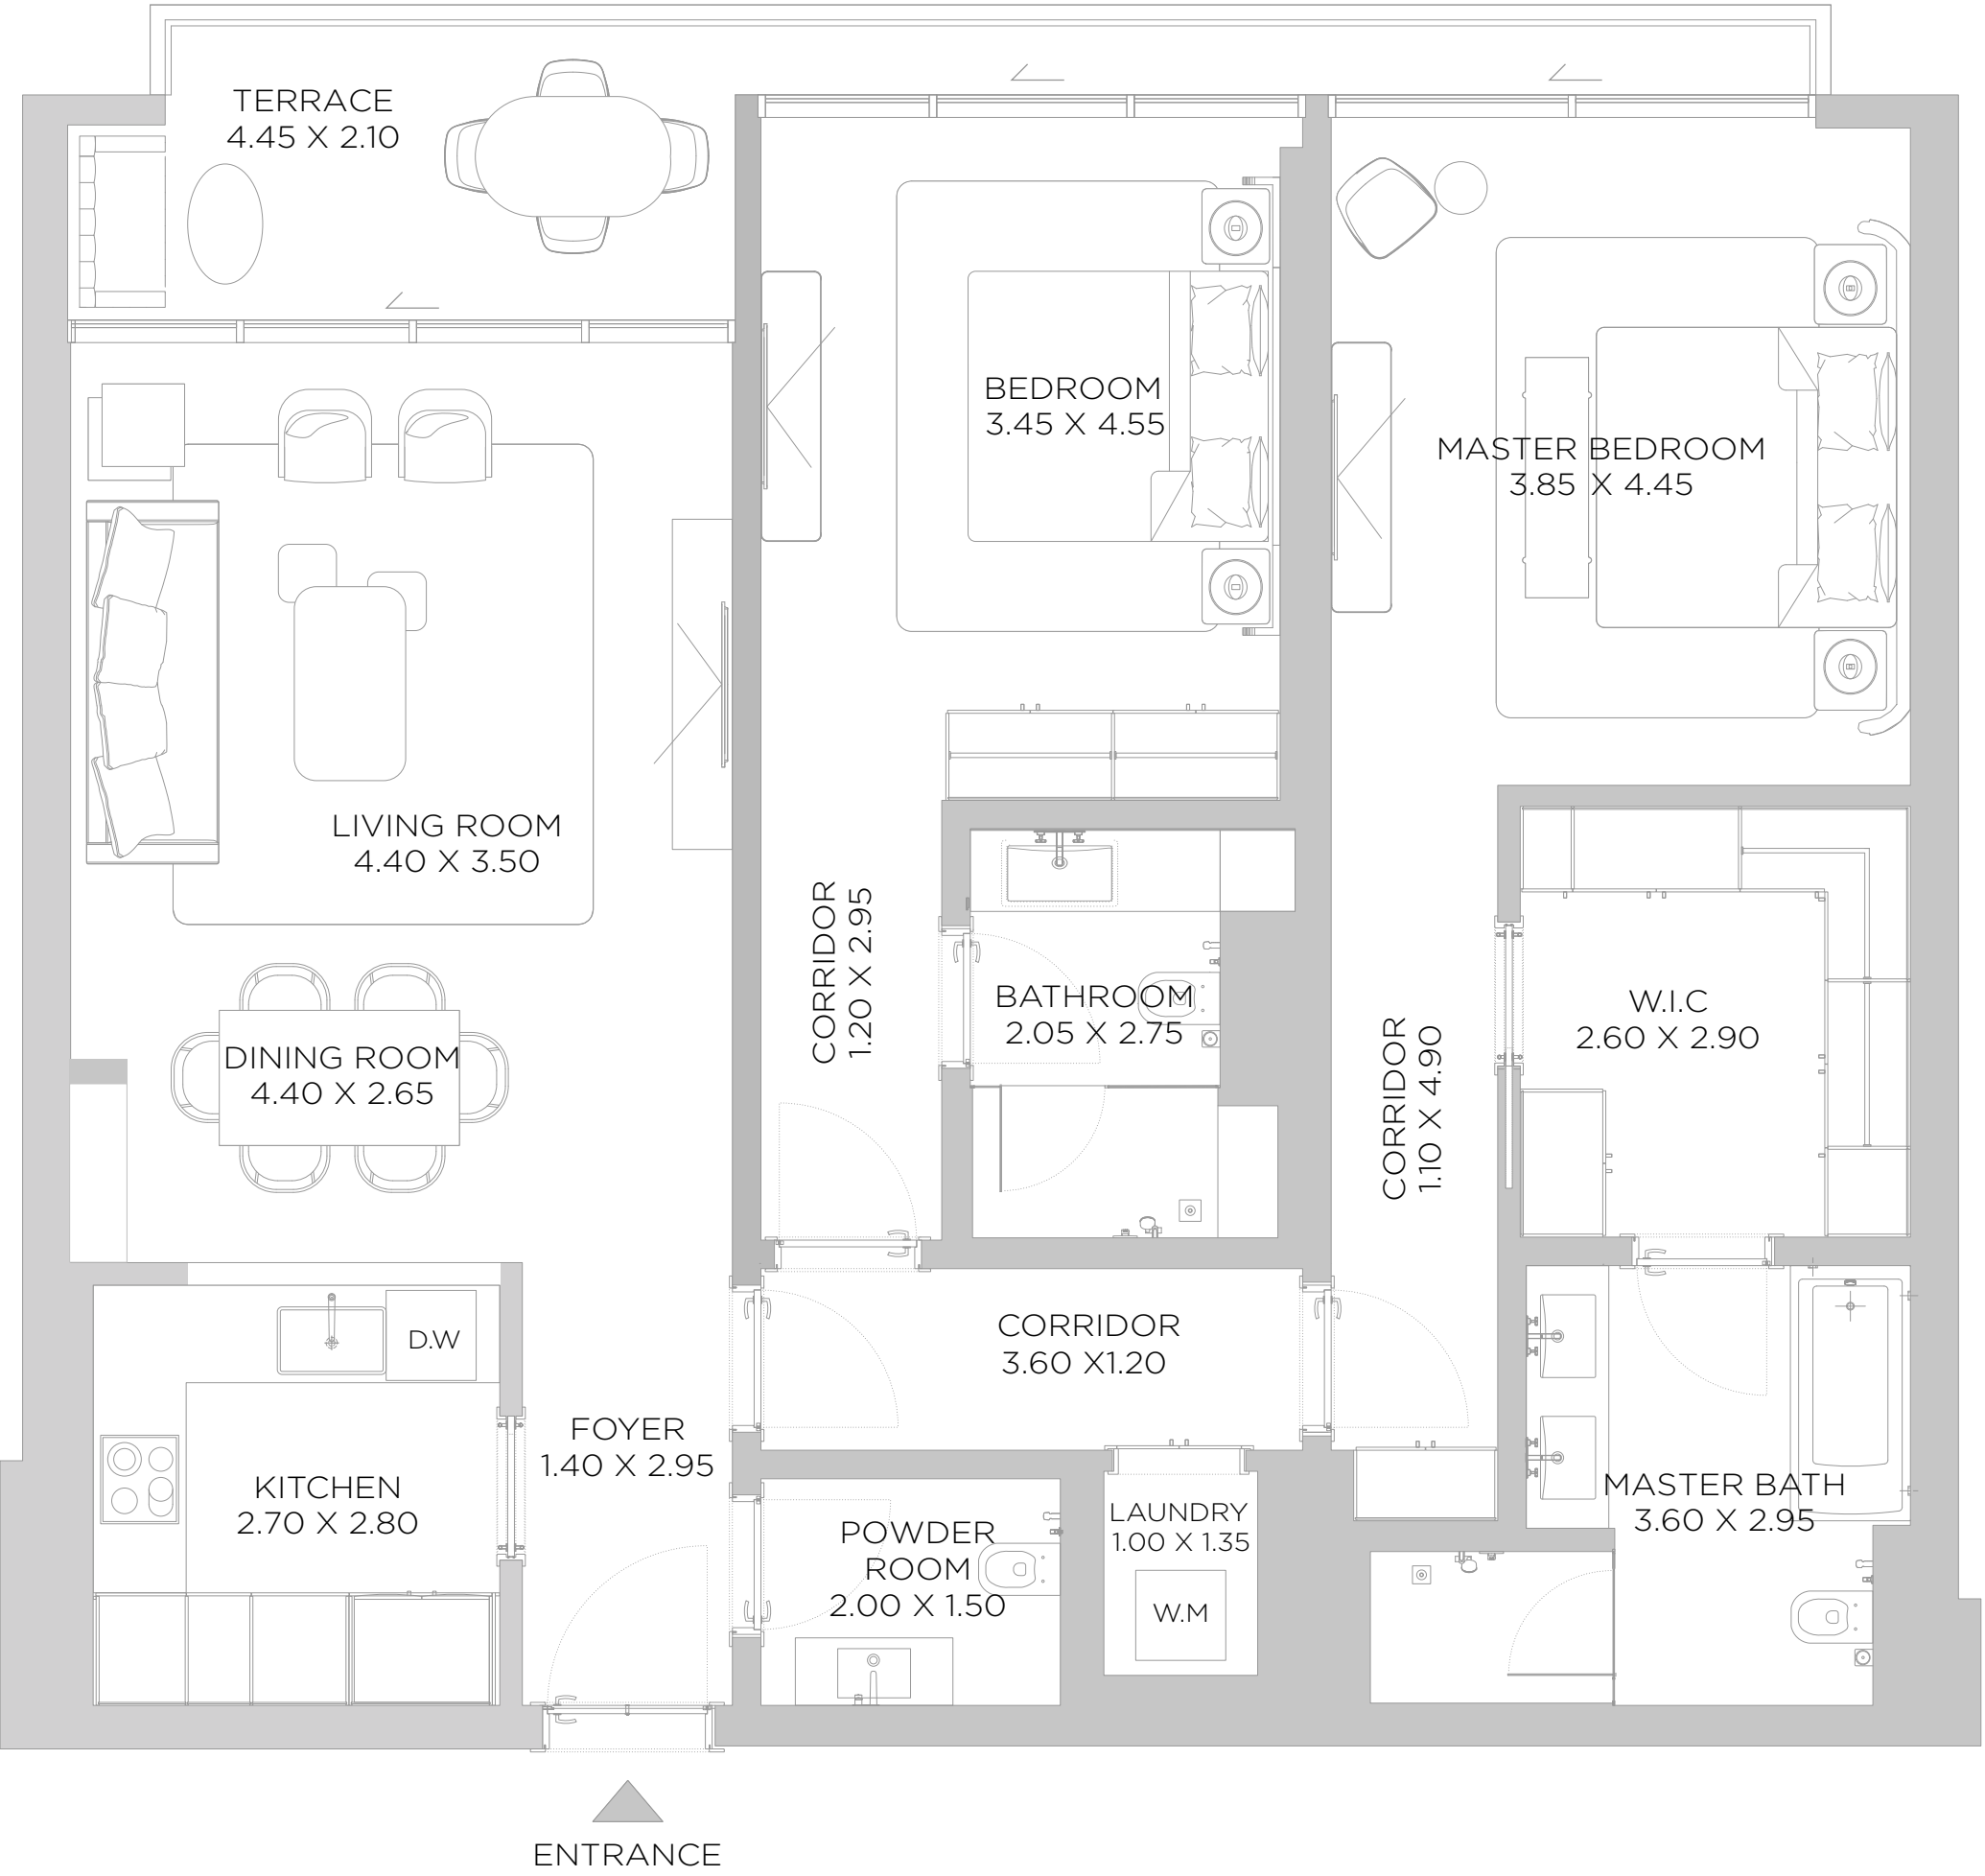 TERRACE
4.45 X 2.10
BEDROOM
3.45 X 4.55
MASTER BEDROOM
3.85 X 4.45
LIVING ROOM
4.40 X 3.50
CORRIDOR
1.20 X 2.95
BATHROOM
2.05 X 2.75
W.I.C
2.60 X 2.90
DINING ROOM
4.40 X 2.65
CORRIDOR
1.10 X 4.90
D.W
CORRIDOR
3.60 X1.20
FOYER
1.40 X 2.95
KITCHEN
2.70 X 2.80
POWDER
ROOM
2.00 X 1.50
LAUNDRY
1.00 X 1.35
W.M
MASTER BATH
3.60 X 2.95
ENTRANCE